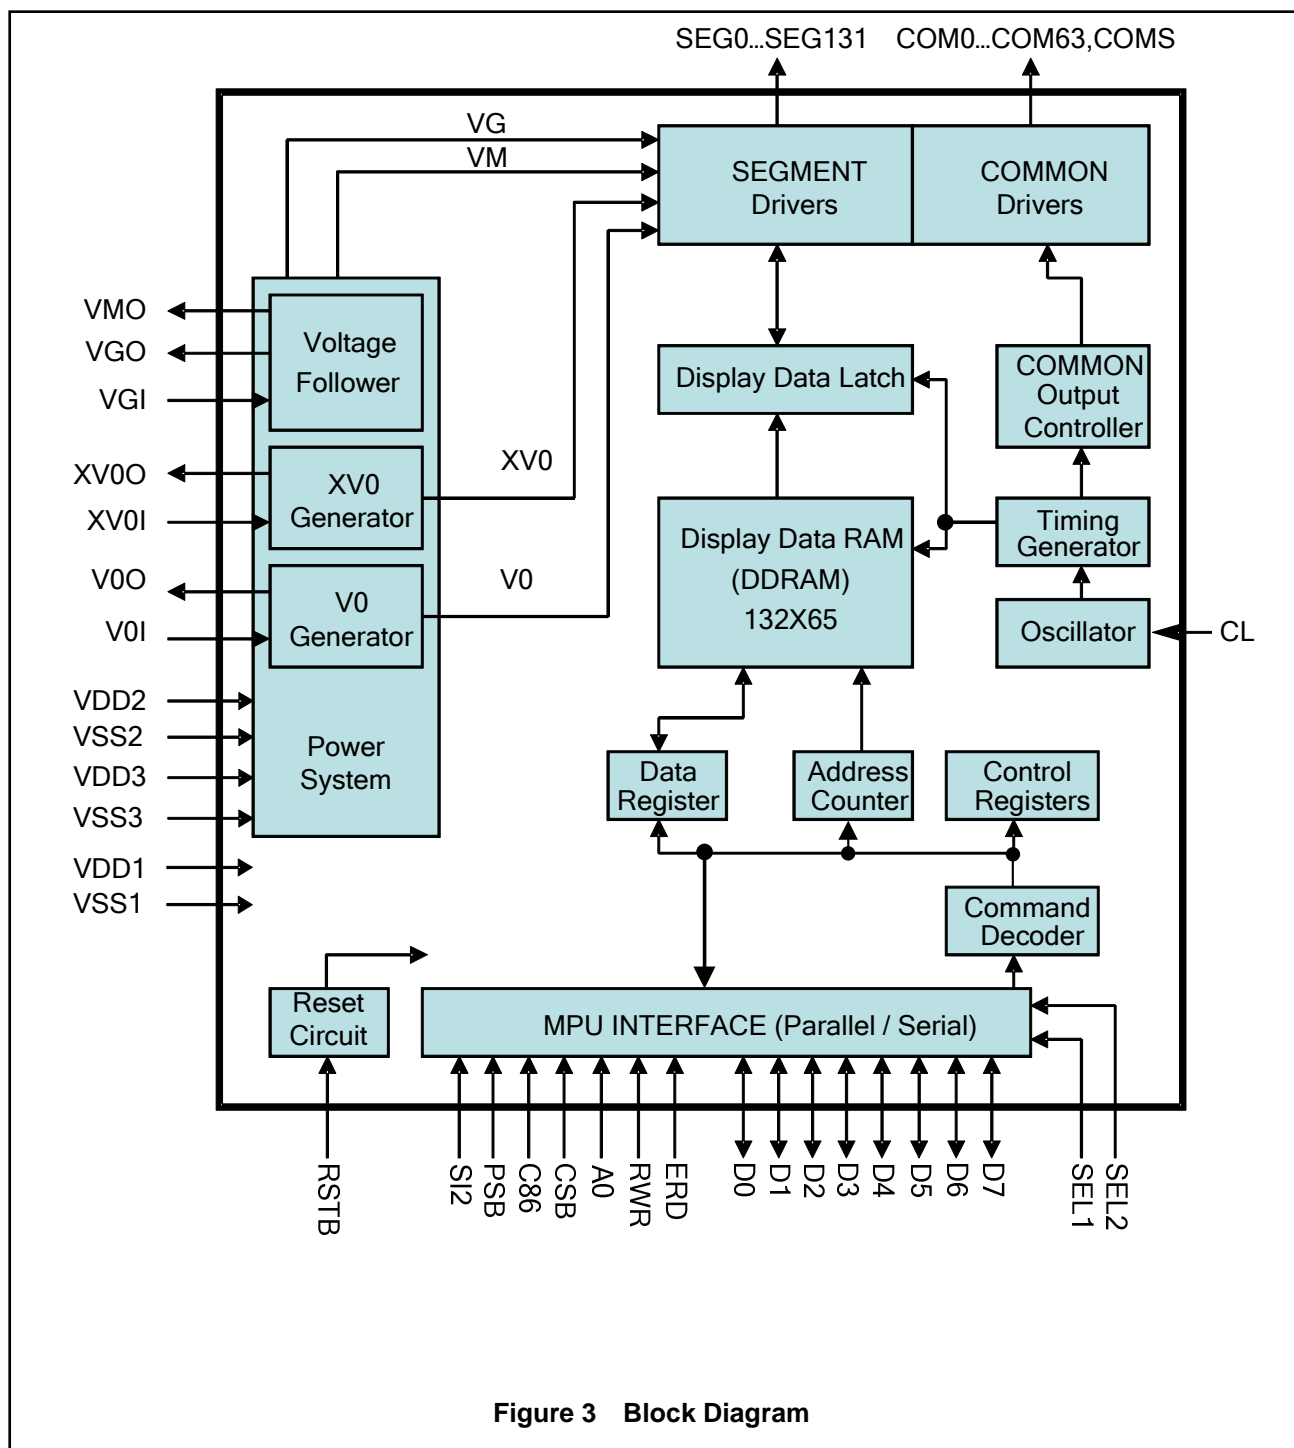 SEG0...SEG131 COM0...COM63,COMS
VG
VM
SEGMENT
Drivers
COMMON
Drivers
VMO
VGO
VGI
Voltage
Follower
Display Data Latch
COMMON
Output
Controller
XV0O
XV0I
XV0
Generator
XV0
Display Data RAM
(DDRAM)
132X65
Timing
Generator
V0O
V0I
V0
Generator
V0
Oscillator
CL
VDD2
VSS2
VDD3
VSS3
VDD1
VSS1
Power
System
Data
Register
Address
Counter
Control
Registers
Command
Decoder
Reset
Circuit
MPU INTERFACE (Parallel / Serial)
RSTB
SI2
PSB
C86
CSB
A0
RWR
ERD
D0
D1
D2
D3
D4
D5
D6
D7
SEL1
SEL2
Figure 3 Block Diagram